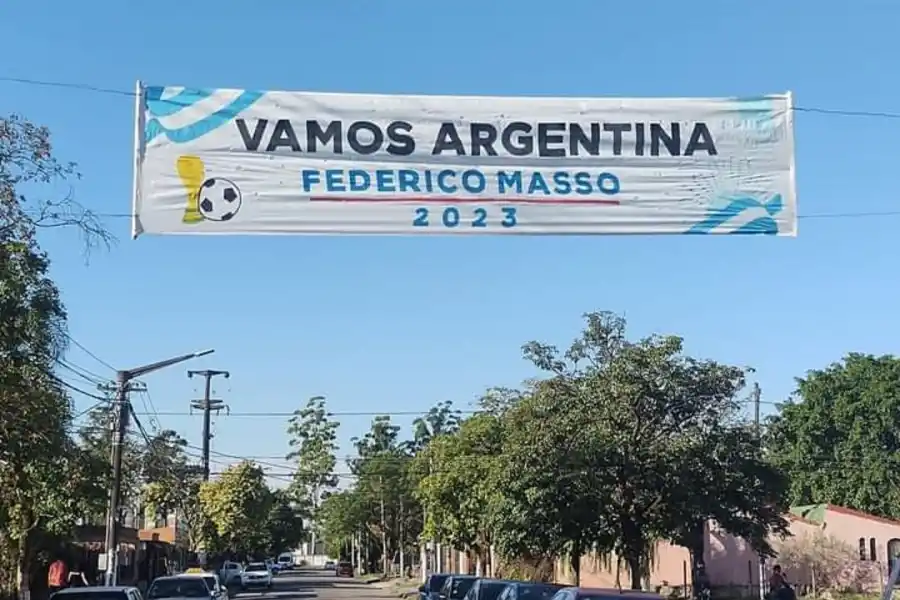 VAMOS ARGENTINA
FEDERICO MASSO
2023